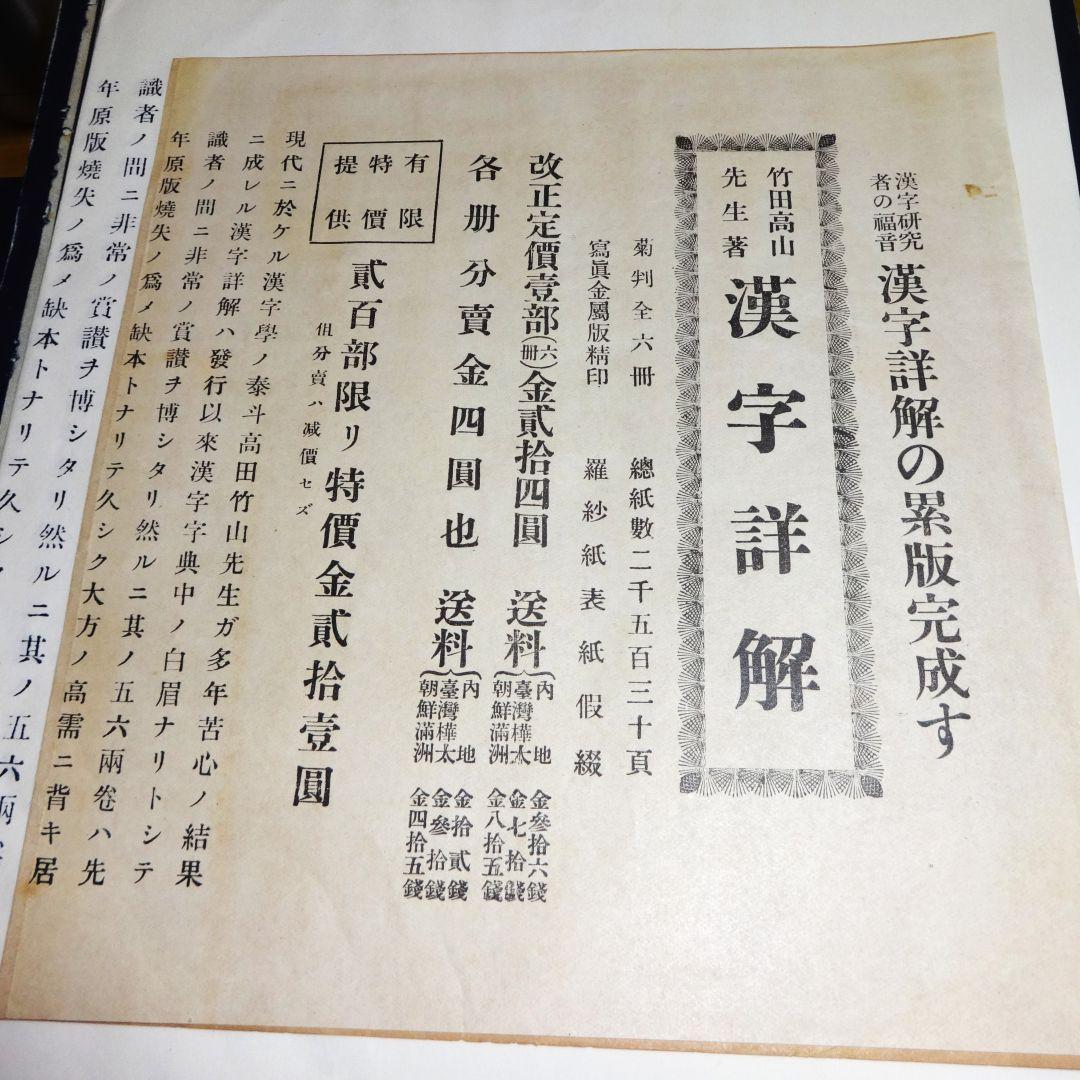 漢字研究
者の福音
漢字詳解の累版完成す
竹田高山
先生著
漢字詳解
菊判全六冊 總紙數二千五百三十頁
寫眞金屬版精印 羅紗紙表紙假綴
改正定價壹部(六冊)金貳拾四圓 送料
內地 金參拾六錢
臺灣樺太 金七拾錢
朝鮮滿洲 金八拾五錢
各册分賣金四圓也 送料
內地 金拾貳錢
臺灣樺太 金參拾錢
朝鮮滿洲 金四拾五錢
有限
特價
提供
貳百部限リ特價金貳拾壹圓
但分賣ハ減價セズ
現代ニ於ケル漢字學ノ泰斗高田竹山先生ガ多年苦心ノ結果
ニ成レル漢字詳解ハ發行以來漢字字典中ノ白眉ナリトシテ
識者ノ間ニ非常ノ賞讃ヲ博シタリ然ルニ其ノ五六兩卷ハ先
年原版燒失ノ爲メ缺本トナリテ久シク大方ノ高需ニ背キ居
識者ノ間ニ非常ノ賞讃ヲ博シタリ然ルニ其ノ五六兩
年原版燒失ノ爲メ缺本トナリテ久シ